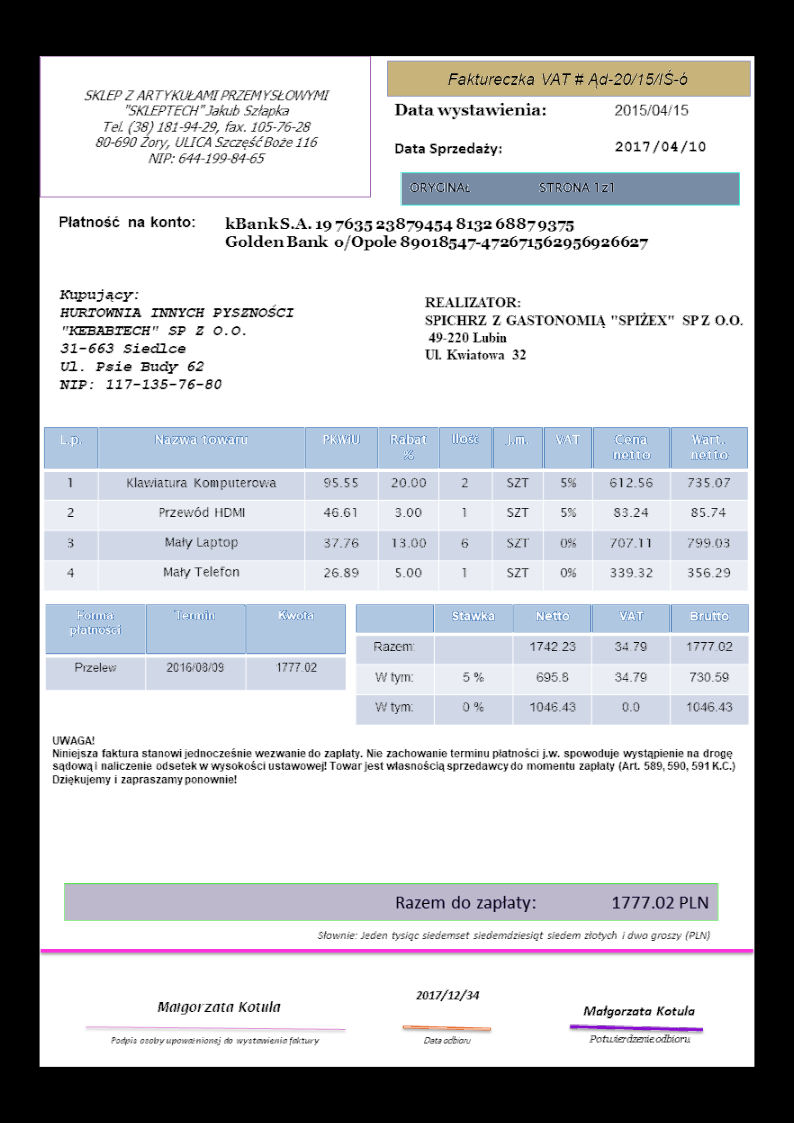 SKLEP Z ARTYKUŁAMI PRZEMYSŁOWYMI
"SKLEPTECH" Jakub Szłapka
Tel. (38) 181-94-29, fax. 105-76-28
80-690 Żory, ULICA Szczęść Boże 116
NIP: 644-199-84-65
Faktureczka VAT # Ąd-20/15/IŚ-ó
Data wystawienia: 2015/04/15
Data Sprzedaży: 2017/04/10
ORYGINAŁ STRONA 1 z 1
Płatność na konto: kBank S.A. 19 7635 23879454 8132 6887 9375
Golden Bank o/Opole 89018547-472671562956926627
Kupujący:
HURTOWNIA INNYCH PYSZNOŚCI
"KEBABTECH" SP Z O.O.
31-663 Siedlce
Ul. Psie Budy 62
NIP: 117-135-76-80
REALIZATOR:
SPICHRZ Z GASTONOMIĄ "SPIŻEX" SP Z O.O.
49-220 Lubin
Ul. Kwiatowa 32
L.p. Nazwa towaru PKWiU Rabat % Ilość J.m. VAT Cena netto Wart. netto
1 Klawiatura Komputerowa 95.55 20.00 2 SZT 5% 612.56 735.07
2 Przewód HDMI 46.61 3.00 1 SZT 5% 83.24 85.74
3 Mały Laptop 37.76 13.00 6 SZT 0% 707.11 799.03
4 Mały Telefon 26.89 5.00 1 SZT 0% 339.32 356.29
Forma płatności Termin Kwota
Przelew 2016/08/09 1777.02
Stawka Netto VAT Brutto
Razem: 1742.23 34.79 1777.02
W tym: 5 % 695.8 34.79 730.59
W tym: 0 % 1046.43 0.0 1046.43
UWAGA!
Niniejsza faktura stanowi jednocześnie wezwanie do zapłaty. Nie zachowanie terminu płatności j.w. spowoduje wystąpienie na drogę
sądową i naliczenie odsetek w wysokości ustawowej! Towar jest własnością sprzedawcy do momentu zapłaty (Art. 589, 590, 591 K.C.)
Dziękujemy i zapraszamy ponownie!
Razem do zapłaty: 1777.02 PLN
Słownie: Jeden tysiąc siedemset siedemdziesiąt siedem złotych i dwa groszy (PLN)
Małgorzata Kotula
2017/12/34
Małgorzata Kotula
Podpis osoby upoważnionej do wystawienia faktury
Data odbioru
Potwierdzenie odbioru